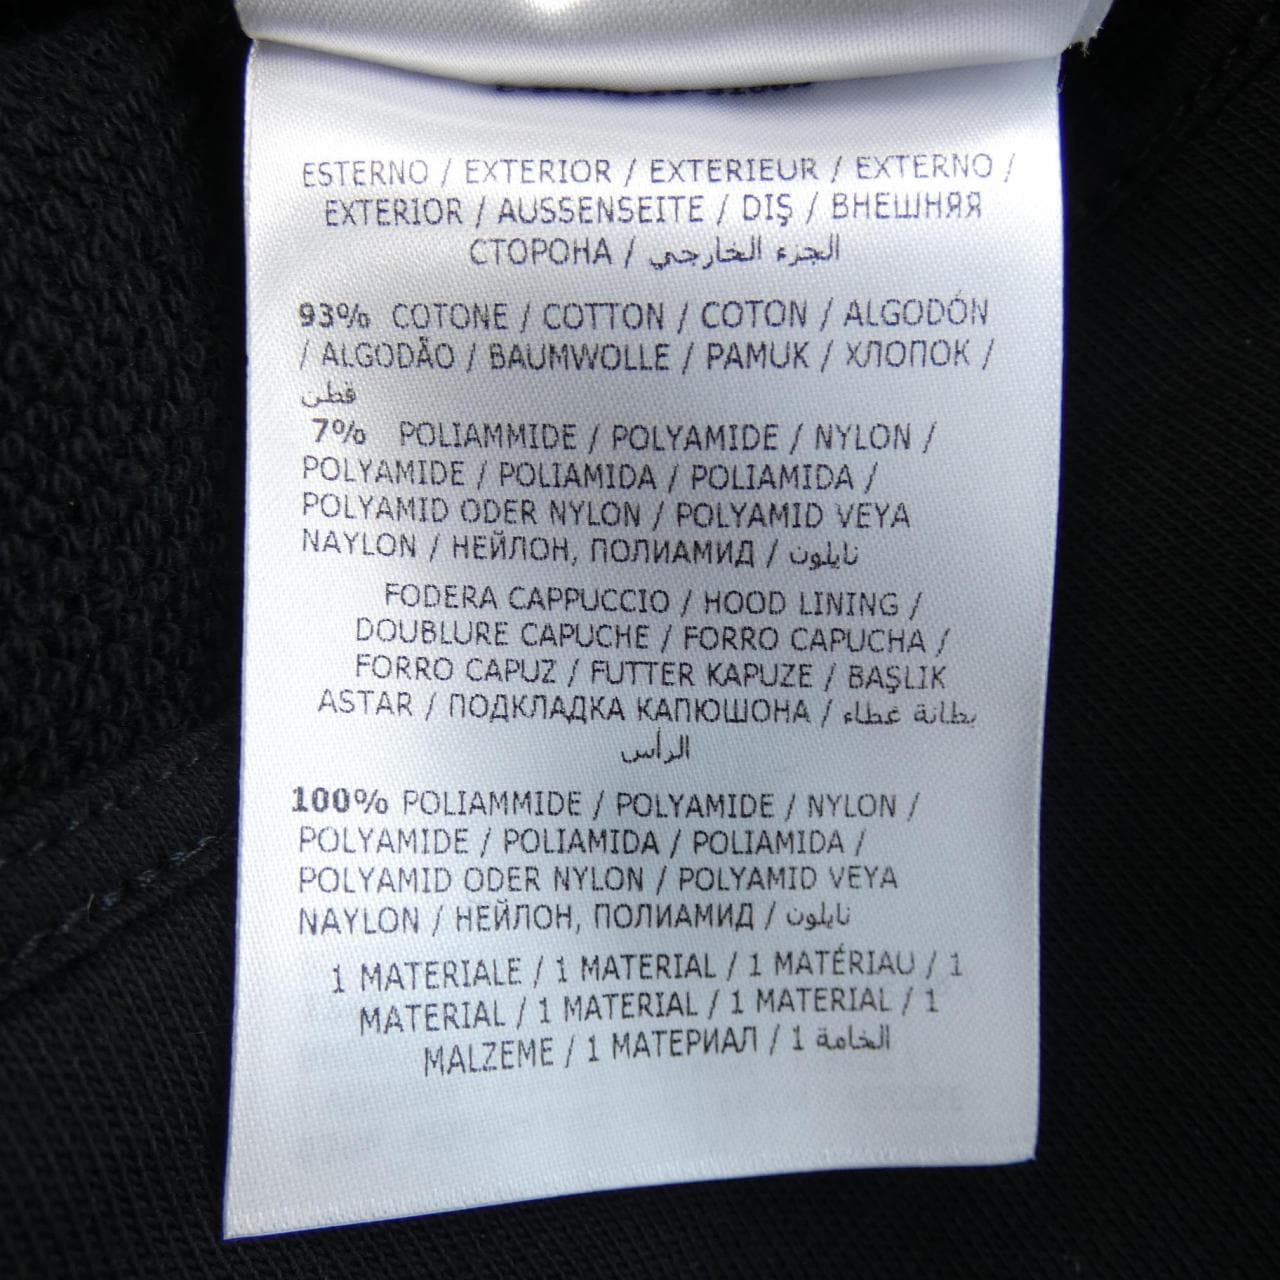 ESTERNO / EXTERIOR / EXTERIEUR / EXTERNO /
EXTERIOR / AUSSENSEITE / DIŞ / ВНЕШНЯЯ
СТОРОНА / الجزء الخارجي
93% COTONE / COTTON / COTON / ALGODÓN
/ ALGODÃO / BAUMWOLLE / PAMUK / ХЛОПОК /
قطن
7% POLIAMMIDE / POLYAMIDE / NYLON /
POLYAMIDE / POLIAMIDA / POLIAMIDA /
POLYAMID ODER NYLON / POLYAMID VEYA
NAYLON / НЕЙЛОН, ПОЛИАМИД / نايلون
FODERA CAPPUCCIO / HOOD LINING /
DOUBLURE CAPUCHE / FORRO CAPUCHA /
FORRO CAPUZ / FUTTER KAPUZE / BAŞLIK
ASTAR / ПОДКЛАДКА КАПЮШОНА / بطانة غطاء
الرأس
100% POLIAMMIDE / POLYAMIDE / NYLON /
POLYAMIDE / POLIAMIDA / POLIAMIDA /
POLYAMID ODER NYLON / POLYAMID VEYA
NAYLON / НЕЙЛОН, ПОЛИАМИД / نايلون
1 MATERIALE / 1 MATERIAL / 1 MATÉRIAU / 1
MATERIAL / 1 MATERIAL / 1 MATERIAL / 1
MALZEME / 1 МАТЕРИАЛ / 1 الخامة